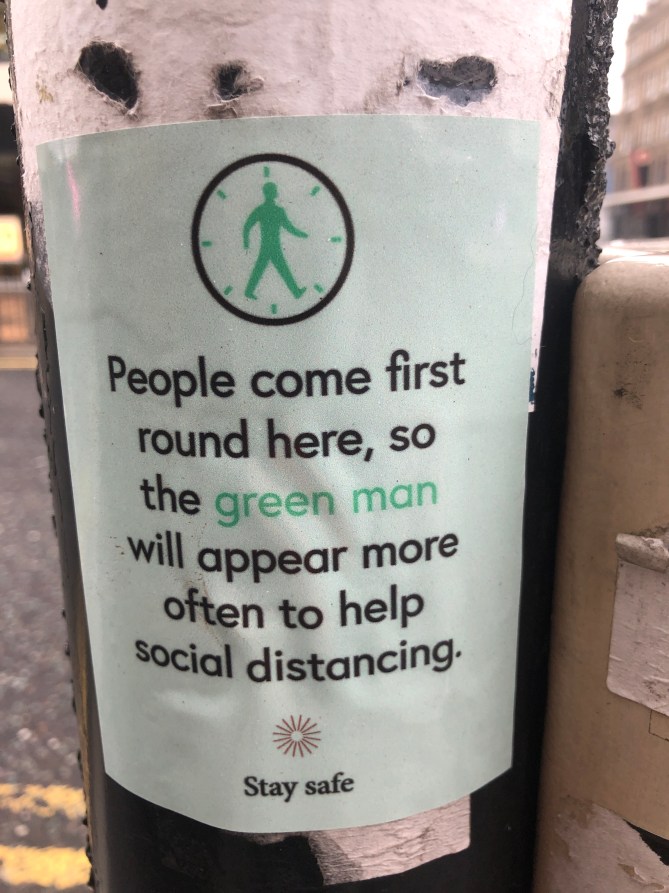 People come first
round here, so
the green man
will appear more
often to help
social distancing.
Stay safe